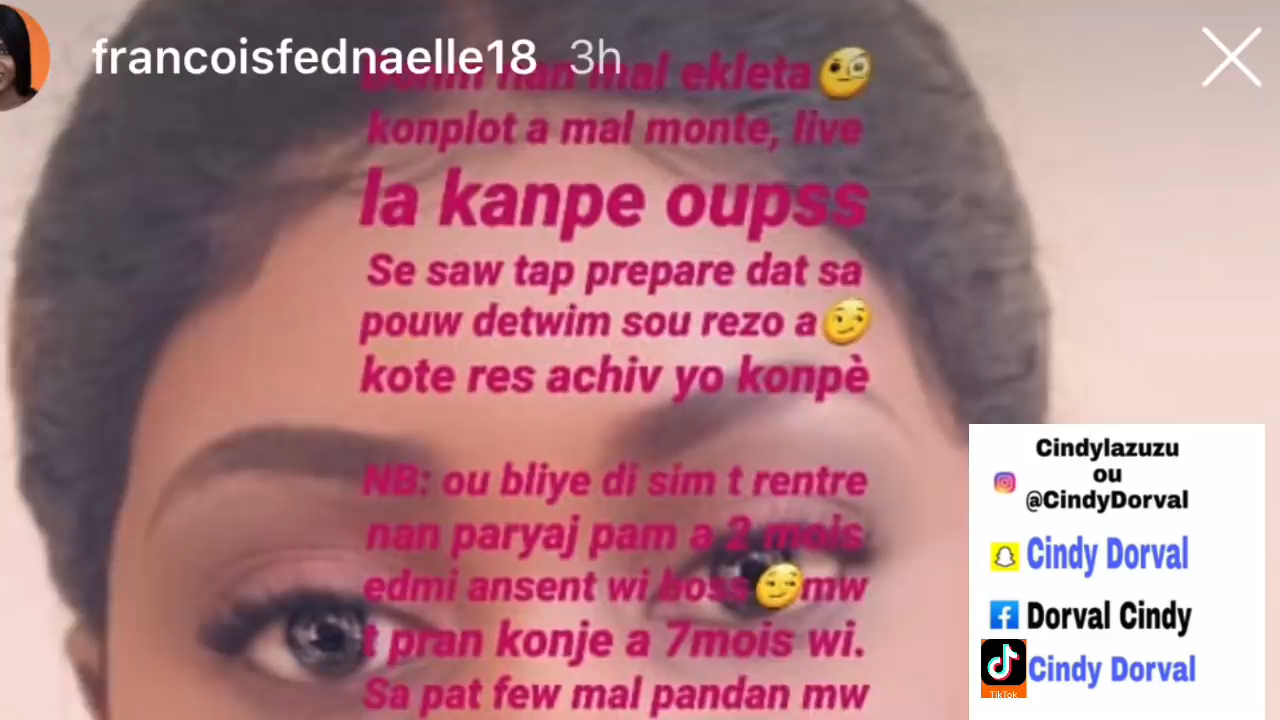 francoisfednaelle18 3h
nan mal ekleta🧐
konplot a mal monte, live
la kanpe oupss
Se saw tap prepare dat sa
pouw detwim sou rezo a😏
kote res achiv yo konpè
NB: ou bliye di sim t rentre
nan paryaj pam a 2 mois
edmi ansent wi boss😏mw
t pran konje a 7mois wi.
Sa pat few mal pandan mw
Cindylazuzu
ou
@CindyDorval
Cindy Dorval
Dorval Cindy
Cindy Dorval
TikTok